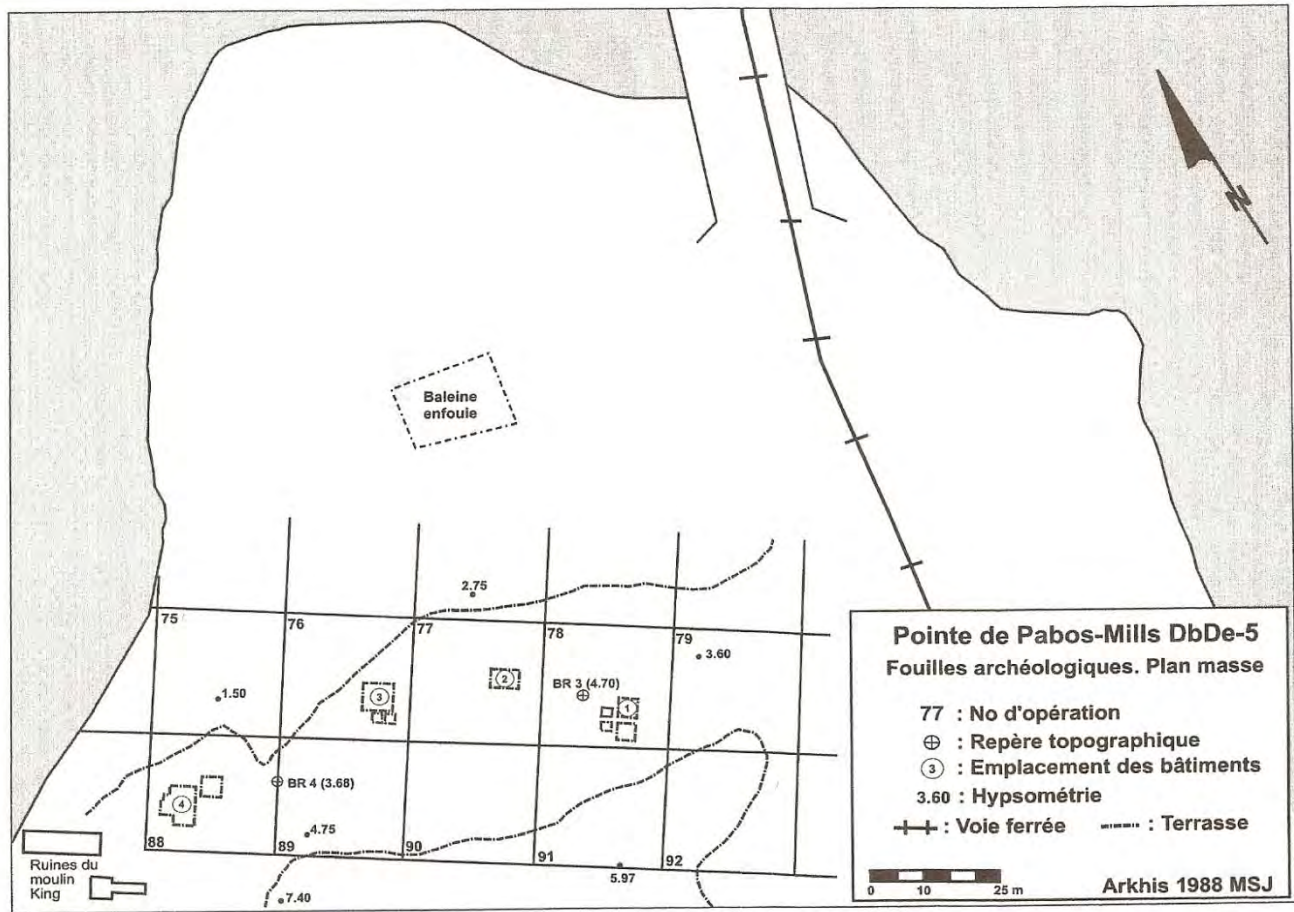 N
Baleine
enfouie
2.75
75
76
77
78
79
3.60
1.50
3
2
BR 3 (4.70)
1
4
BR 4 (3.68)
4.75
88
89
90
91
92
5.97
7.40
Ruines du
moulin
King
Pointe de Pabos-Mills DbDe-5
Fouilles archéologiques. Plan masse
77 : No d'opération
⊕ : Repère topographique
3 : Emplacement des bâtiments
3.60 : Hypsométrie
: Voie ferrée : Terrasse
0 10 25 m
Arkhis 1988 MSJ